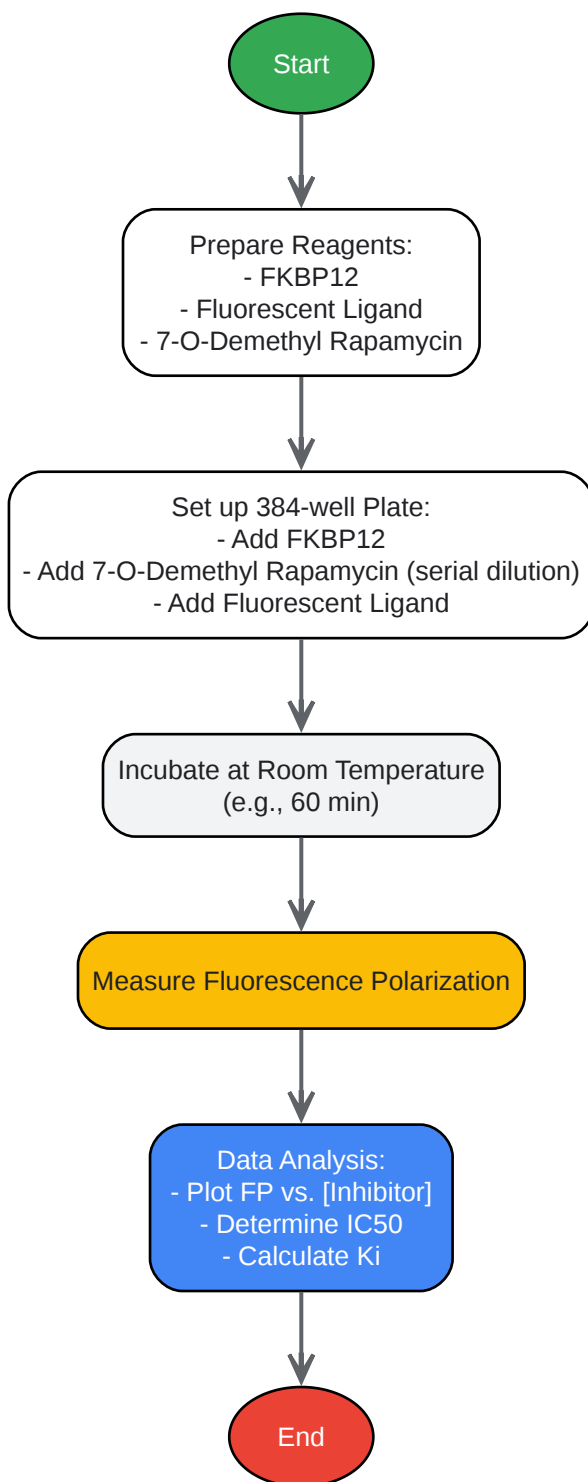 Start
Prepare Reagents:
- FKBP12
- Fluorescent Ligand
- 7-O-Demethyl Rapamycin
Set up 384-well Plate:
- Add FKBP12
- Add 7-O-Demethyl Rapamycin (serial dilution)
- Add Fluorescent Ligand
Incubate at Room Temperature
(e.g., 60 min)
Measure Fluorescence Polarization
Data Analysis:
- Plot FP vs. [Inhibitor]
- Determine IC50
- Calculate Ki
End